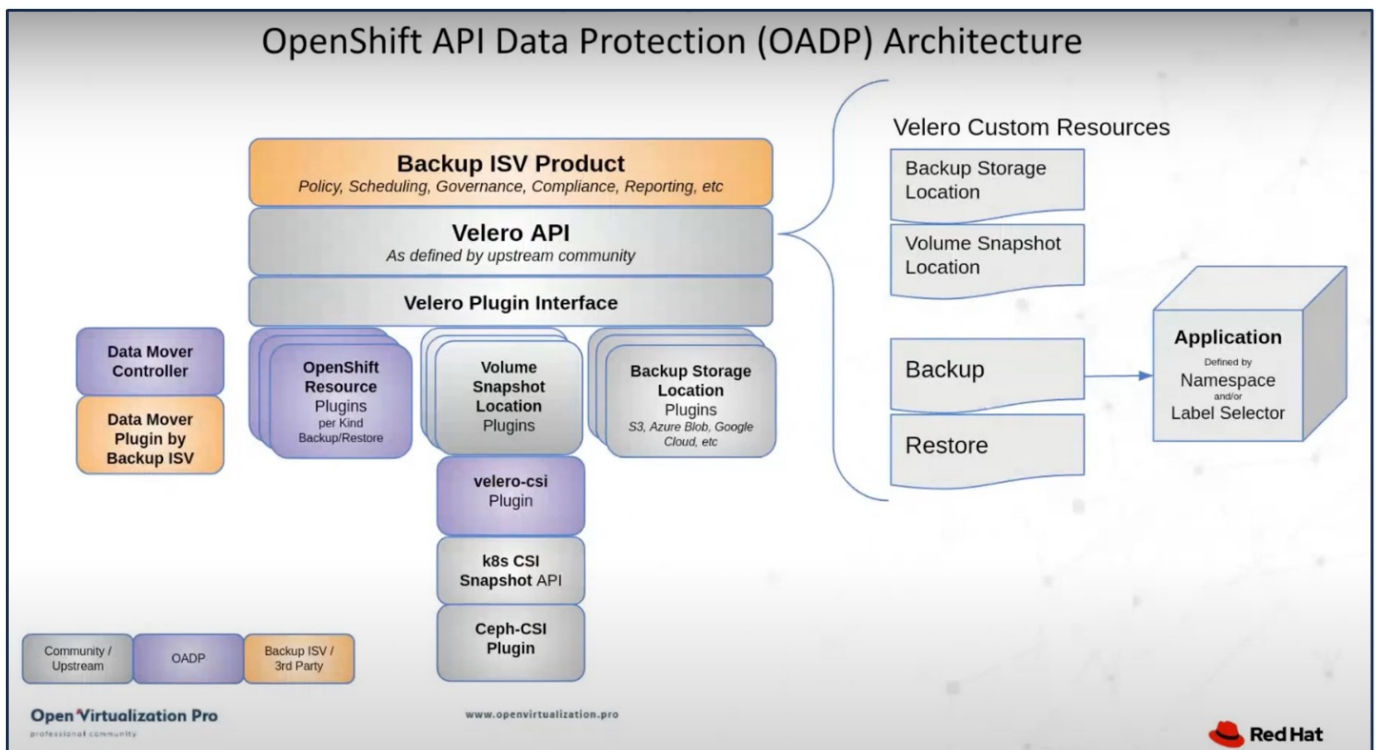 OpenShift API Data Protection (OADP) Architecture
Backup ISV Product
Policy, Scheduling, Governance, Compliance, Reporting, etc
Velero API
As defined by upstream community
Velero Plugin Interface
Data Mover
Controller
Data Mover
Plugin by
Backup ISV
OpenShift
Resource
Plugins
per Kind
Backup/Restore
Volume
Snapshot
Location
Plugins
Backup Storage
Location
Plugins
S3, Azure Blob, Google
Cloud, etc
velero-csi
Plugin
k8s CSI
Snapshot API
Ceph-CSI
Plugin
Velero Custom Resources
Backup Storage
Location
Volume Snapshot
Location
Backup
Restore
Application
Defined by
Namespace
and/or
Label Selector
Community /
Upstream
OADP
Backup ISV /
3rd Party
Open Virtualization Pro
professional community
www.openvirtualization.pro
Red Hat